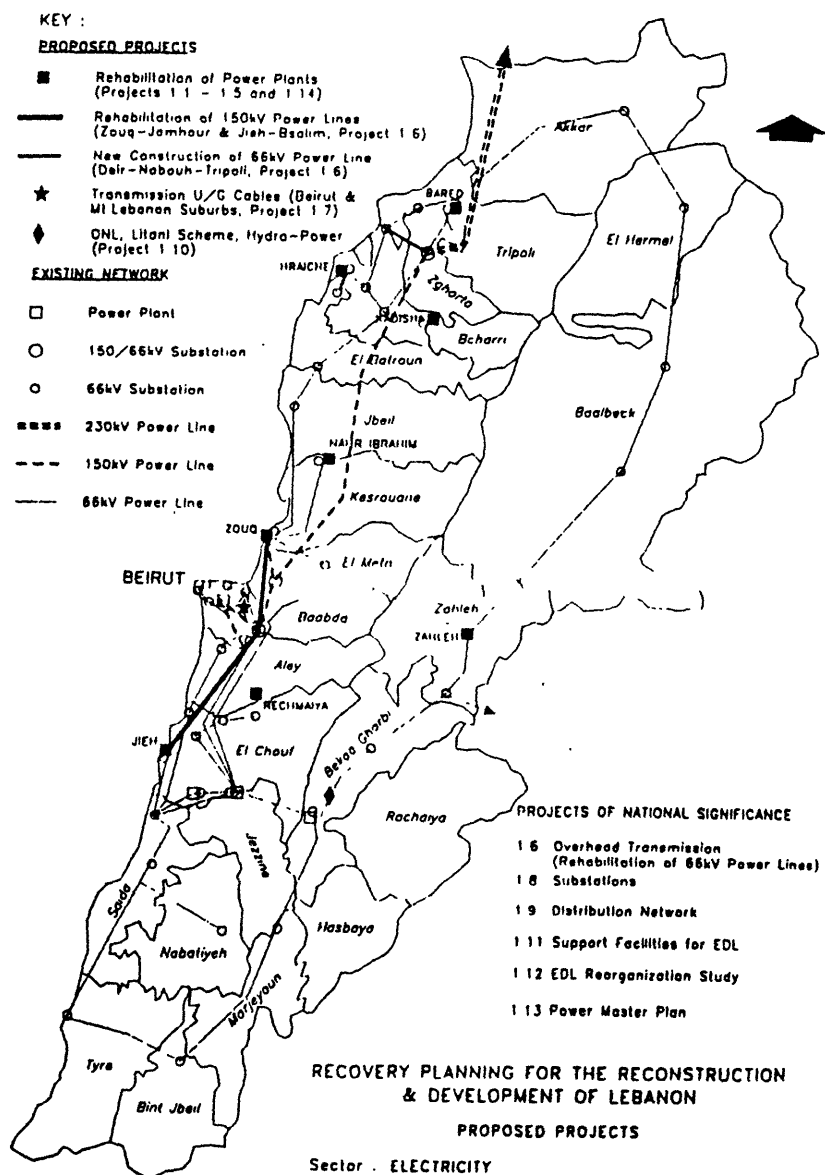 KEY :
PROPOSED PROJECTS
Rehabilitation of Power Plants
(Projects 1 1 - 1 5 and 1 14)
Rehabilitation of 150kV Power Lines
(Zouq-Jamhour & Jieh-Bsalim, Project 1 6)
New Construction of 66kV Power Line
(Deir-Nabouh-Tripoli, Project 1 6)
Transmission U/G Cables (Beirut &
Mt Lebanon Suburbs, Project 1 7)
ONL, Litani Scheme, Hydro-Power
(Project 1 10)
EXISTING NETWORK
Power Plant
150/66kV Substation
66kV Substation
230kV Power Line
150kV Power Line
66kV Power Line
Akkar
BARED
Tripoli
El Hermel
HRAICHE
Zgharta
Bcharri
El Batroun
Baalbeck
Jbeil
NAHR IBRAHIM
Kesrouane
ZOUQ
El Metn
BEIRUT
Baabda
Zahleh
ZAHLEH
Aley
RECHMAIYA
JIEH
El Chouf
Bekaa Gharbi
Rachaiya
Jezzine
Saida
Nabatiyeh
Hasbaya
Marjeyoun
Tyre
Bint Jbeil
PROJECTS OF NATIONAL SIGNIFICANCE
1 6 Overhead Transmission
(Rehabilitation of 66kV Power Lines)
1 8 Substations
1 9 Distribution Network
1 11 Support Facilities for EDL
1 12 EDL Reorganization Study
1 13 Power Master Plan
RECOVERY PLANNING FOR THE RECONSTRUCTION
& DEVELOPMENT OF LEBANON
PROPOSED PROJECTS
Sector . ELECTRICITY